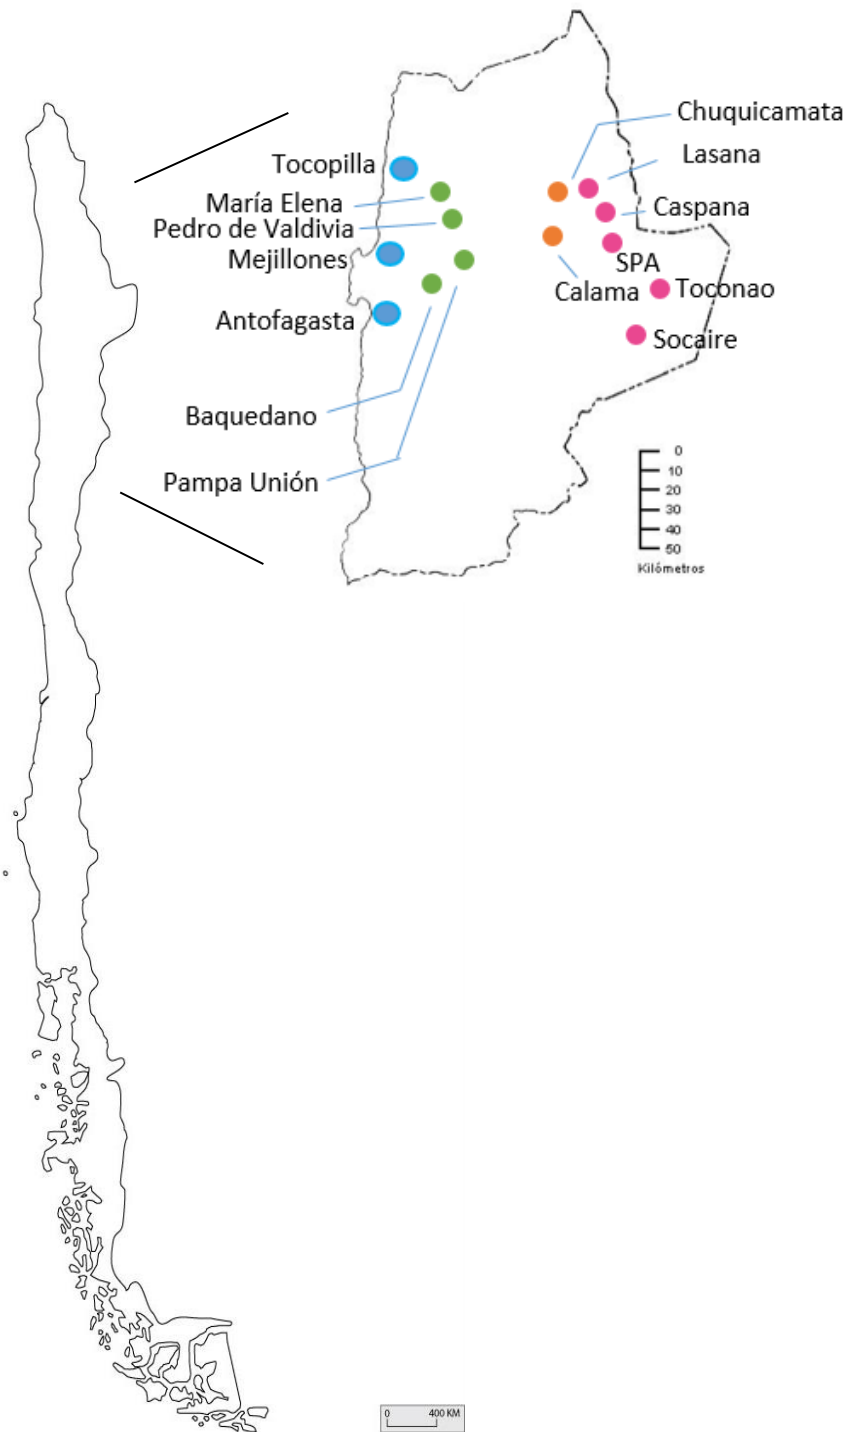 Chuquicamata
Lasana
Tocopilla
María Elena
Caspana
Pedro de Valdivia
Mejillones
SPA
Calama
Toconao
Antofagasta
Socaire
Baquedano
Pampa Unión
0
10
20
30
40
50
Kilómetros
0 400 KM